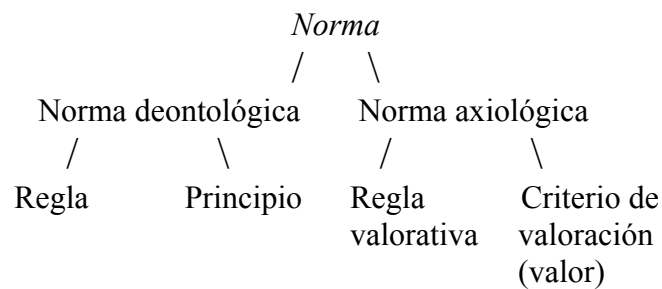 Norma
/ \
Norma deontológica Norma axiológica
/ \ / \
Regla Principio Regla Criterio de
valorativa valoración
(valor)